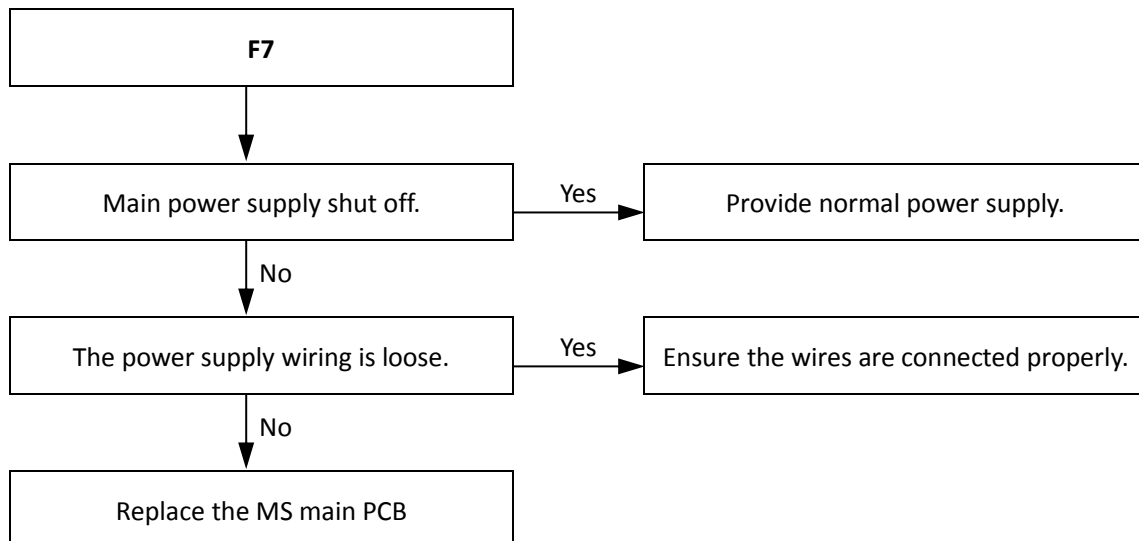 F7
Main power supply shut off.
Yes
Provide normal power supply.
No
The power supply wiring is loose.
Yes
Ensure the wires are connected properly.
No
Replace the MS main PCB